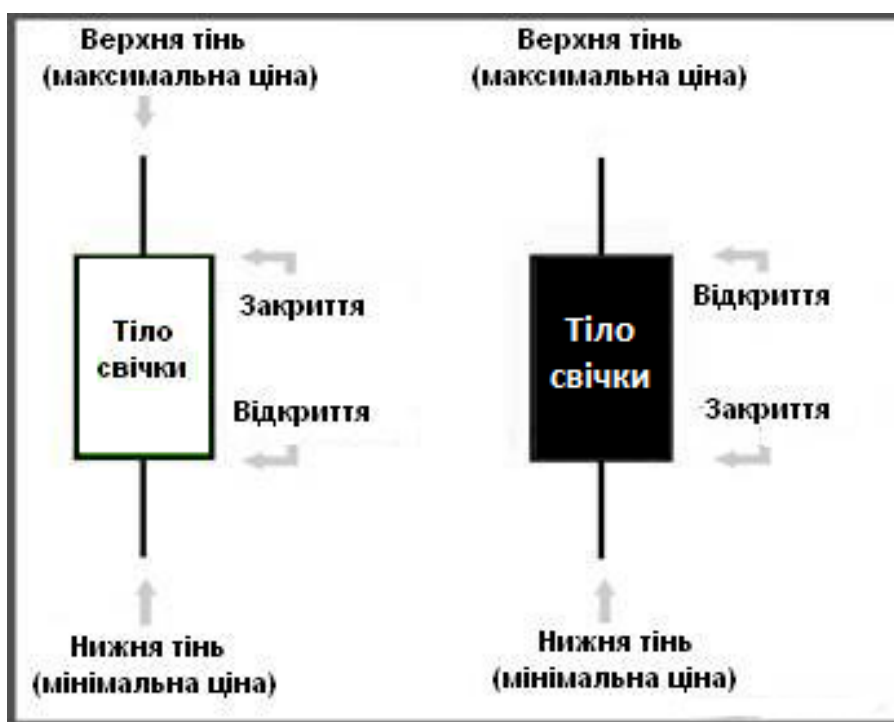 Верхня тінь
(максимальна ціна)
Закриття
Тіло
свічки
Відкриття
Нижня тінь
(мінімальна ціна)
Верхня тінь
(максимальна ціна)
Відкриття
Тіло
свічки
Закриття
Нижня тінь
(мінімальна ціна)